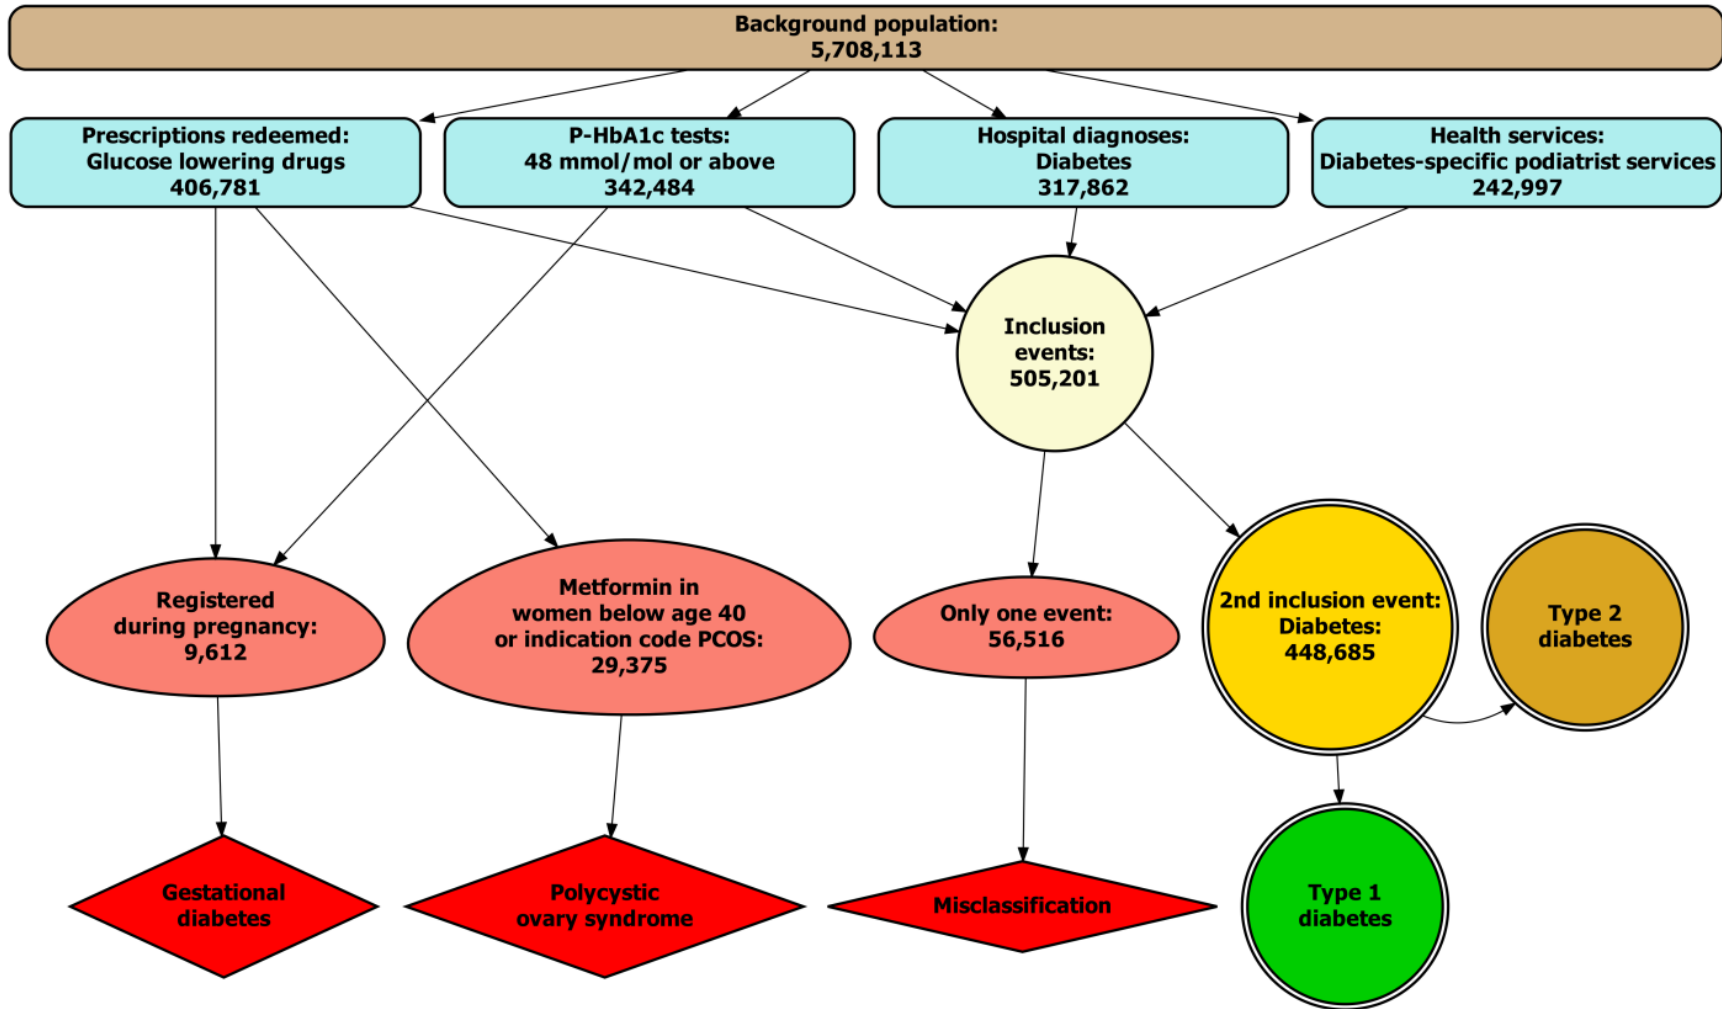 Background population:
5,708,113
Prescriptions redeemed:
Glucose lowering drugs
406,781
P-HbA1c tests:
48 mmol/mol or above
342,484
Hospital diagnoses:
Diabetes
317,862
Health services:
Diabetes-specific podiatrist services
242,997
Inclusion
events:
505,201
Registered
during pregnancy:
9,612
Metformin in
women below age 40
or indication code PCOS:
29,375
Only one event:
56,516
2nd inclusion event:
Diabetes:
448,685
Type 2
diabetes
Gestational
diabetes
Polycystic
ovary syndrome
Misclassification
Type 1
diabetes